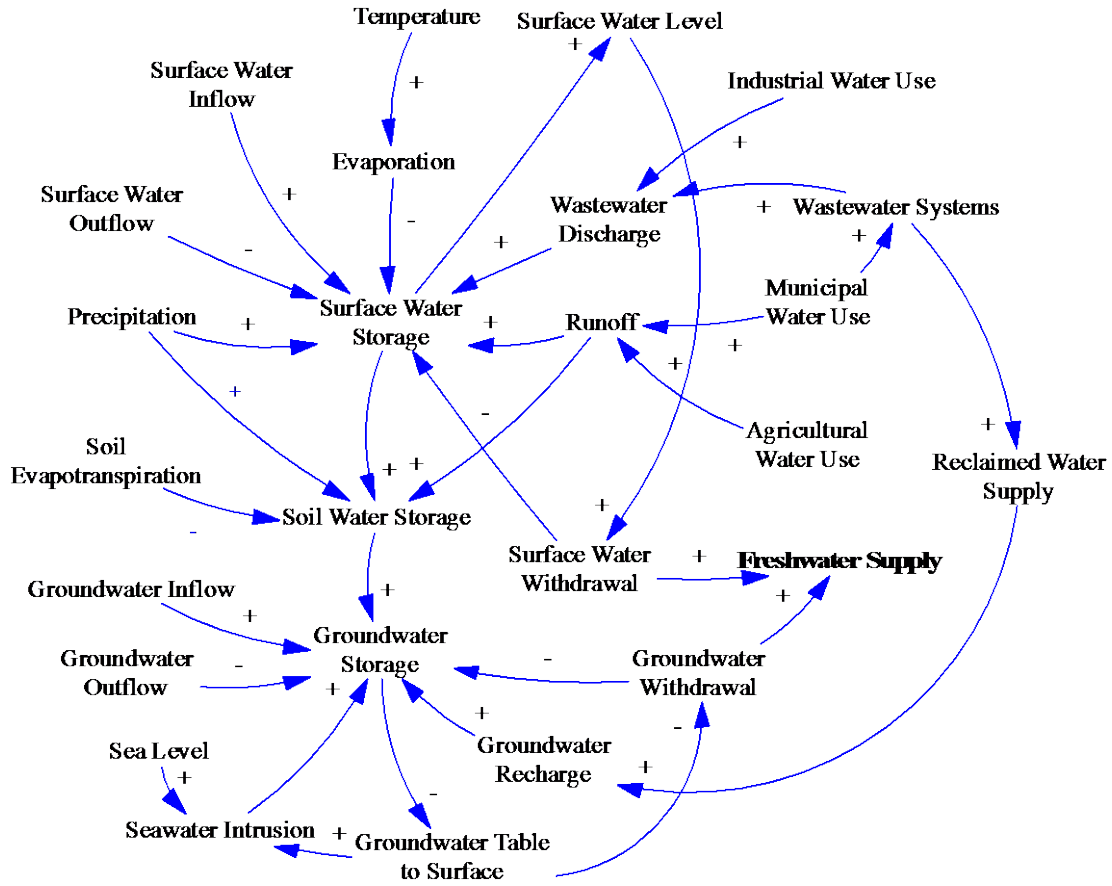 Temperature
Surface Water Level
Surface Water
Inflow
Industrial Water Use
+
+
Evaporation
+
Surface Water
Outflow
+
Wastewater
Discharge
+
Wastewater Systems
-
-
+
+
Precipitation
+
Surface Water
Storage
+
Runoff
Municipal
Water Use
+
+
+
-
Soil
Evapotranspiration
Agricultural
Water Use
+
Reclaimed Water
Supply
+
+
Soil Water Storage
-
+
Surface Water
Withdrawal
+
Freshwater Supply
Groundwater Inflow
+
+
+
Groundwater
Storage
Groundwater
Outflow
-
-
Groundwater
Withdrawal
+
+
-
Groundwater
Recharge
Sea Level
+
+
-
Seawater Intrusion
+
Groundwater Table
to Surface